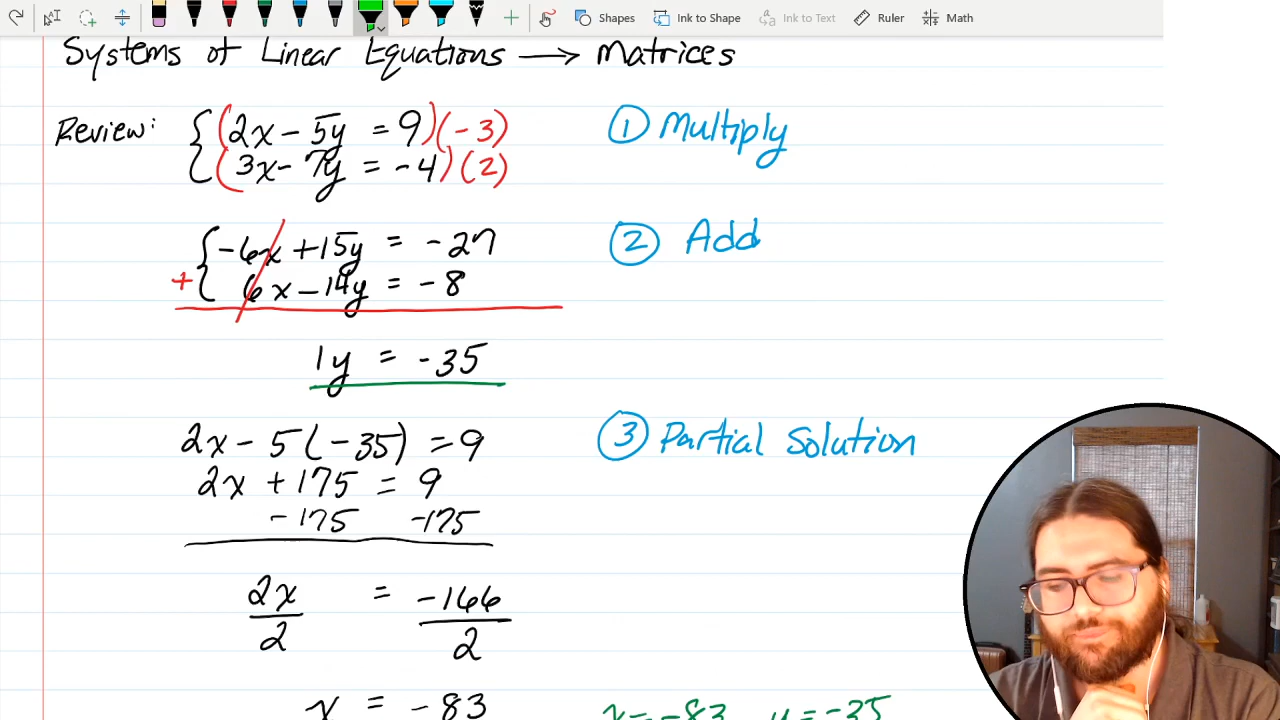 Shapes Ink to Shape Ink to Text Ruler Math
Systems of Linear Equations → Matrices
Review: { (2x - 5y = 9)(-3) ① Multiply
(3x - 7y = -4)(2)
{ -6x + 15y = -27 ② Add
+ 6x - 14y = -8
1y = -35
2x - 5(-35) = 9 ③ Partial Solution
2x + 175 = 9
-175 -175
2x = -166
2 2
x = -83 x = -83 y = -35